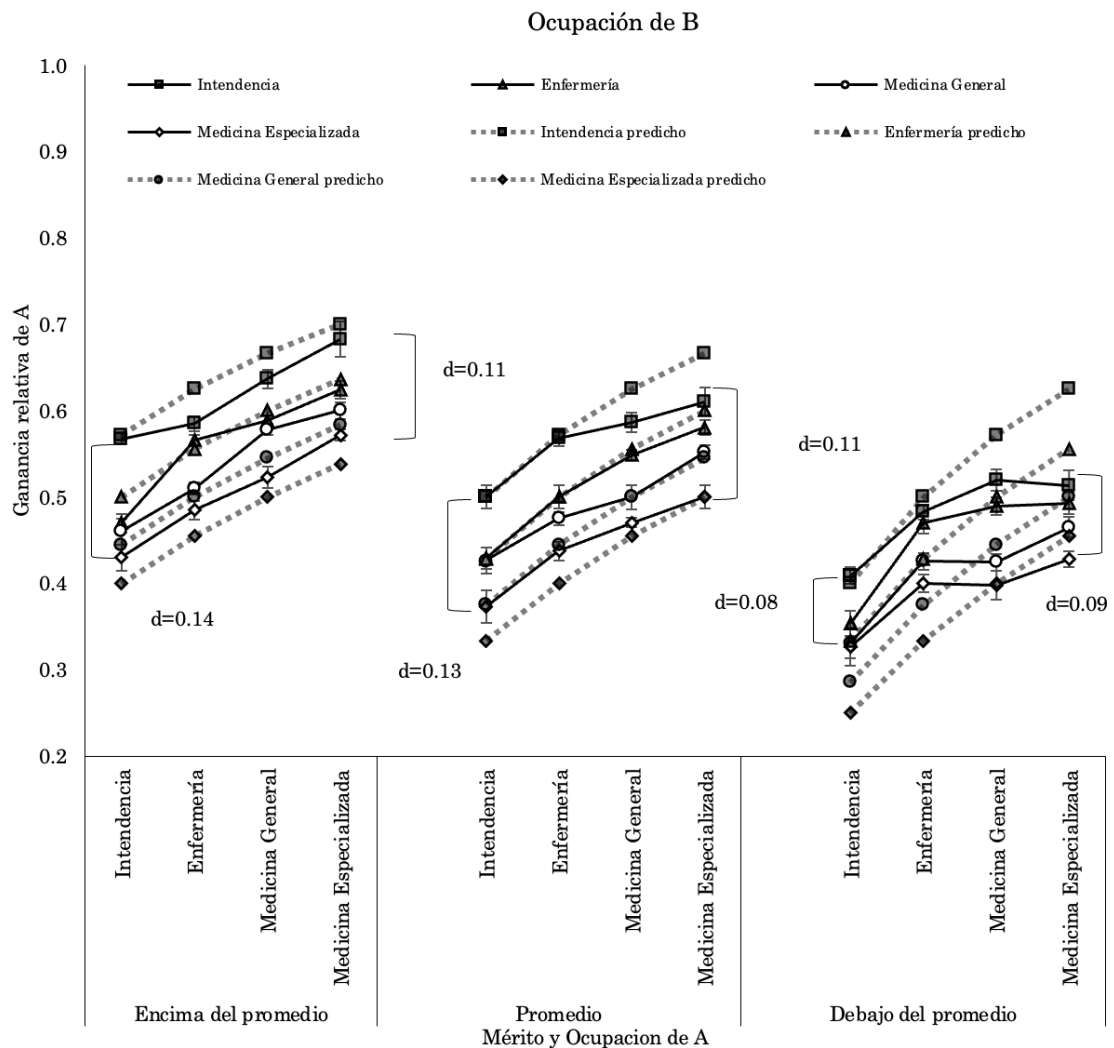 Ocupación de B
1.0
0.9
0.8
0.7
0.6
0.5
0.4
0.3
0.2
Ganancia relativa de A
Intendencia
Enfermería
Medicina General
Medicina Especializada
Intendencia predicho
Enfermería predicho
Medicina General predicho
Medicina Especializada predicho
d=0.14
d=0.11
d=0.13
d=0.08
d=0.11
d=0.09
Intendencia
Enfermería
Medicina General
Medicina Especializada
Intendencia
Enfermería
Medicina General
Medicina Especializada
Intendencia
Enfermería
Medicina General
Medicina Especializada
Encima del promedio
Promedio
Debajo del promedio
Mérito y Ocupacion de A